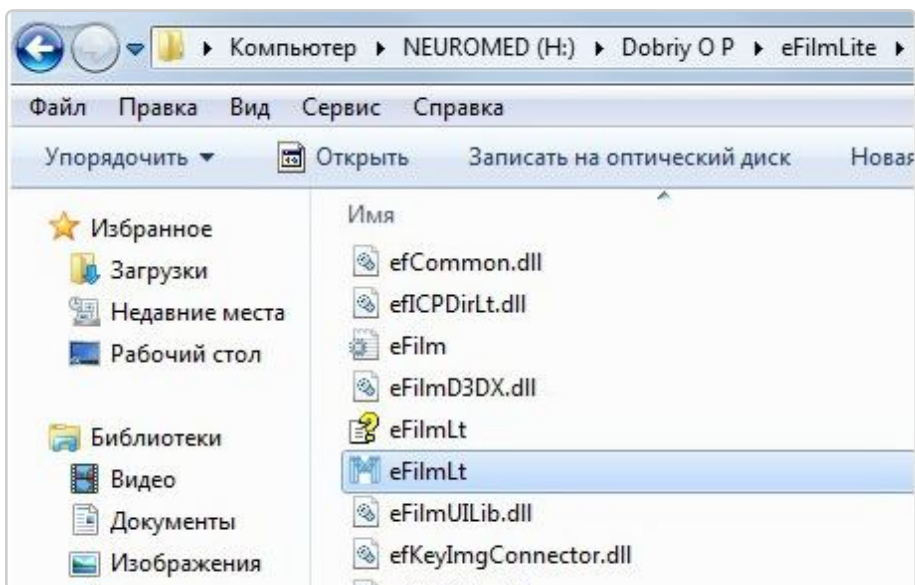 Компьютер ▸ NEUROMED (H:) ▸ Dobriy O P ▸ eFilmLite ▸
Файл Правка Вид Сервис Справка
Упорядочить ▼ Открыть Записать на оптический диск Новая
Избранное
Загрузки
Недавние места
Рабочий стол
Библиотеки
Видео
Документы
Изображения
Имя
efCommon.dll
efICPDirLt.dll
eFilm
eFilmD3DX.dll
eFilmLt
eFilmLt
eFilmUILib.dll
efKeyImgConnector.dll